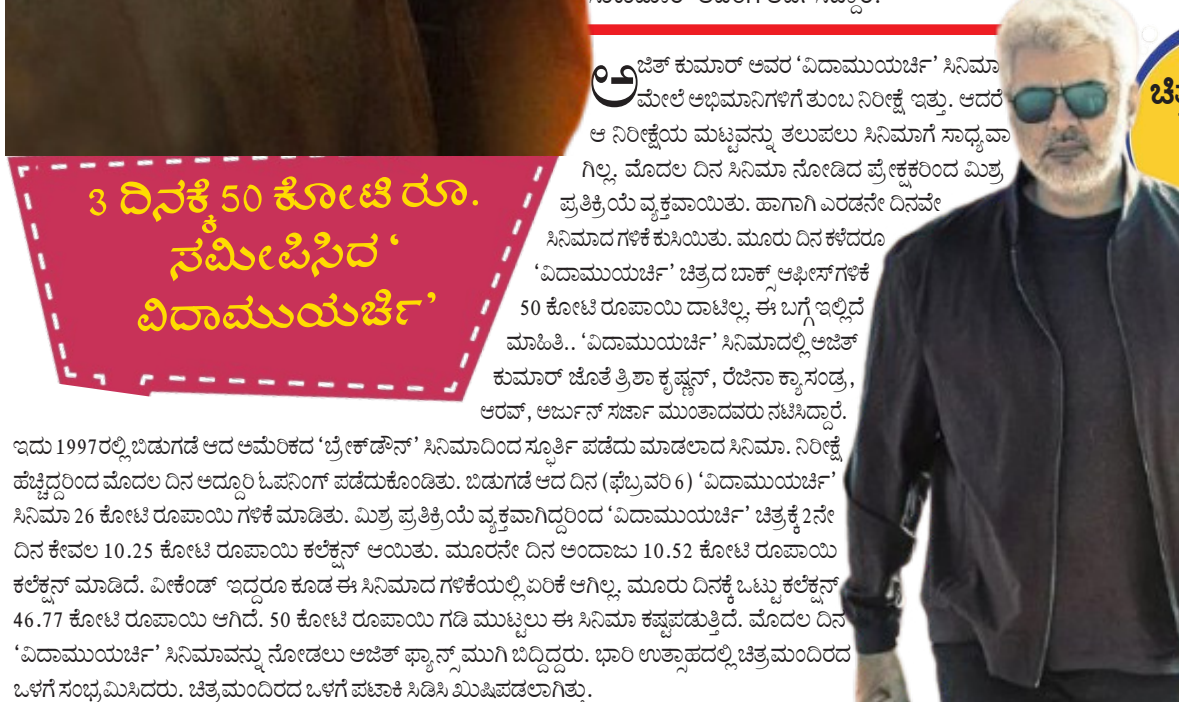 3 ದಿನಕ್ಕೆ 50 ಕೋಟಿ ರೂ.
ಸಮೀಪಿಸಿದ ‘
ವಿದಾಮುಯರ್ಚಿ’
ಅಜಿತ್ ಕುಮಾರ್ ಅವರ ‘ವಿದಾಮುಯರ್ಚಿ’ ಸಿನಿಮಾ
ಮೇಲೆ ಅಭಿಮಾನಿಗಳಿಗೆ ತುಂಬ ನಿರೀಕ್ಷೆ ಇತ್ತು. ಆದರೆ
ಆ ನಿರೀಕ್ಷೆಯ ಮಟ್ಟವನ್ನು ತಲುಪಲು ಸಿನಿಮಾಗೆ ಸಾಧ್ಯವಾ
ಗಿಲ್ಲ. ಮೊದಲ ದಿನ ಸಿನಿಮಾ ನೋಡಿದ ಪ್ರೇಕ್ಷಕರಿಂದ ಮಿಶ್ರ
ಪ್ರತಿಕ್ರಿಯೆ ವ್ಯಕ್ತವಾಯಿತು. ಹಾಗಾಗಿ ಎರಡನೇ ದಿನವೇ
ಸಿನಿಮಾದ ಗಳಿಕೆ ಕುಸಿಯಿತು. ಮೂರು ದಿನ ಕಳೆದರೂ
‘ವಿದಾಮುಯರ್ಚಿ’ ಚಿತ್ರದ ಬಾಕ್ಸ್ ಆಫೀಸ್‌ಗಳಿಕೆ
50 ಕೋಟಿ ರೂಪಾಯಿ ದಾಟಿಲ್ಲ. ಈ ಬಗ್ಗೆ ಇಲ್ಲಿದೆ
ಮಾಹಿತಿ.. ‘ವಿದಾಮುಯರ್ಚಿ’ ಸಿನಿಮಾದಲ್ಲಿ ಅಜಿತ್
ಕುಮಾರ್ ಜೊತೆ ತ್ರಿಶಾ ಕೃಷ್ಣನ್, ರೆಜಿನಾ ಕ್ಯಾಸಂಡ್ರ,
ಆರವ್, ಅರ್ಜುನ್ ಸರ್ಜಾ ಮುಂತಾದವರು ನಟಿಸಿದ್ದಾರೆ.
ಇದು 1997ರಲ್ಲಿ ಬಿಡುಗಡೆ ಆದ ಅಮೆರಿಕದ ‘ಬ್ರೇಕ್‌ಡೌನ್’ ಸಿನಿಮಾದಿಂದ ಸ್ಫೂರ್ತಿ ಪಡೆದು ಮಾಡಲಾದ ಸಿನಿಮಾ. ನಿರೀಕ್ಷೆ
ಹೆಚ್ಚಿದ್ದರಿಂದ ಮೊದಲ ದಿನ ಅದ್ದೂರಿ ಓಪನಿಂಗ್ ಪಡೆದುಕೊಂಡಿತು. ಬಿಡುಗಡೆ ಆದ ದಿನ (ಫೆಬ್ರವರಿ 6) ‘ವಿದಾಮುಯರ್ಚಿ’
ಸಿನಿಮಾ 26 ಕೋಟಿ ರೂಪಾಯಿ ಗಳಿಕೆ ಮಾಡಿತು. ಮಿಶ್ರ ಪ್ರತಿಕ್ರಿಯೆ ವ್ಯಕ್ತವಾಗಿದ್ದರಿಂದ ‘ವಿದಾಮುಯರ್ಚಿ’ ಚಿತ್ರಕ್ಕೆ 2ನೇ
ದಿನ ಕೇವಲ 10.25 ಕೋಟಿ ರೂಪಾಯಿ ಕಲೆಕ್ಷನ್ ಆಯಿತು. ಮೂರನೇ ದಿನ ಅಂದಾಜು 10.52 ಕೋಟಿ ರೂಪಾಯಿ
ಕಲೆಕ್ಷನ್ ಮಾಡಿದೆ. ವೀಕೆಂಡ್ ಇದ್ದರೂ ಕೂಡ ಈ ಸಿನಿಮಾದ ಗಳಿಕೆಯಲ್ಲಿ ಏರಿಕೆ ಆಗಿಲ್ಲ. ಮೂರು ದಿನಕ್ಕೆ ಒಟ್ಟು ಕಲೆಕ್ಷನ್
46.77 ಕೋಟಿ ರೂಪಾಯಿ ಆಗಿದೆ. 50 ಕೋಟಿ ರೂಪಾಯಿ ಗಡಿ ಮುಟ್ಟಲು ಈ ಸಿನಿಮಾ ಕಷ್ಟಪಡುತ್ತಿದೆ. ಮೊದಲ ದಿನ
‘ವಿದಾಮುಯರ್ಚಿ’ ಸಿನಿಮಾವನ್ನು ನೋಡಲು ಅಜಿತ್ ಫ್ಯಾನ್ಸ್ ಮುಗಿ ಬಿದ್ದಿದ್ದರು. ಭಾರಿ ಉತ್ಸಾಹದಲ್ಲಿ ಚಿತ್ರಮಂದಿರದ
ಒಳಗೆ ಸಂಭ್ರಮಿಸಿದರು. ಚಿತ್ರಮಂದಿರದ ಒಳಗೆ ಪಟಾಕಿ ಸಿಡಿಸಿ ಖುಷಿಪಡಲಾಗಿತ್ತು.